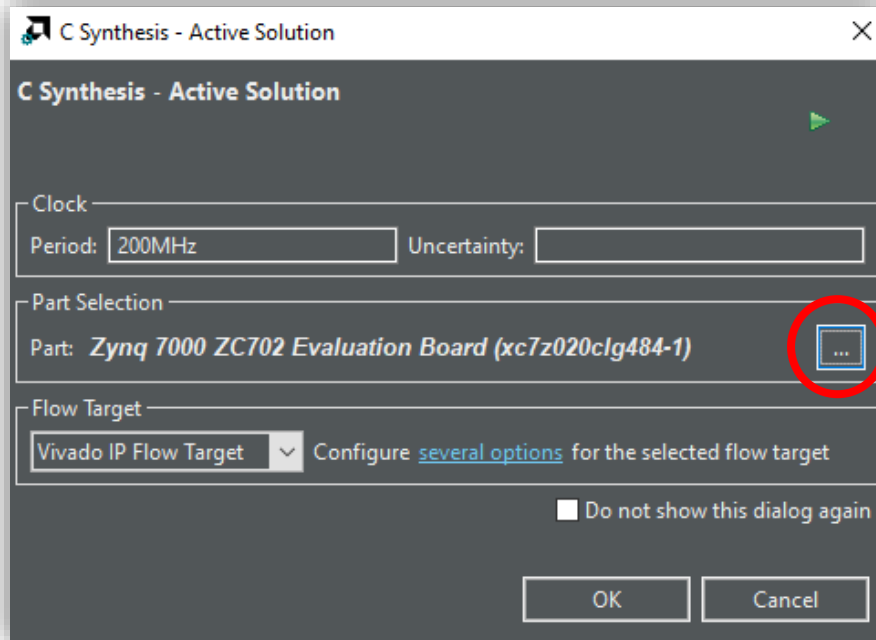 C Synthesis - Active Solution
C Synthesis - Active Solution
Clock
Period: 200MHz Uncertainty:
Part Selection
Part: Zynq 7000 ZC702 Evaluation Board (xc7z020clg484-1) ...
Flow Target
Vivado IP Flow Target Configure several options for the selected flow target
Do not show this dialog again
OK Cancel